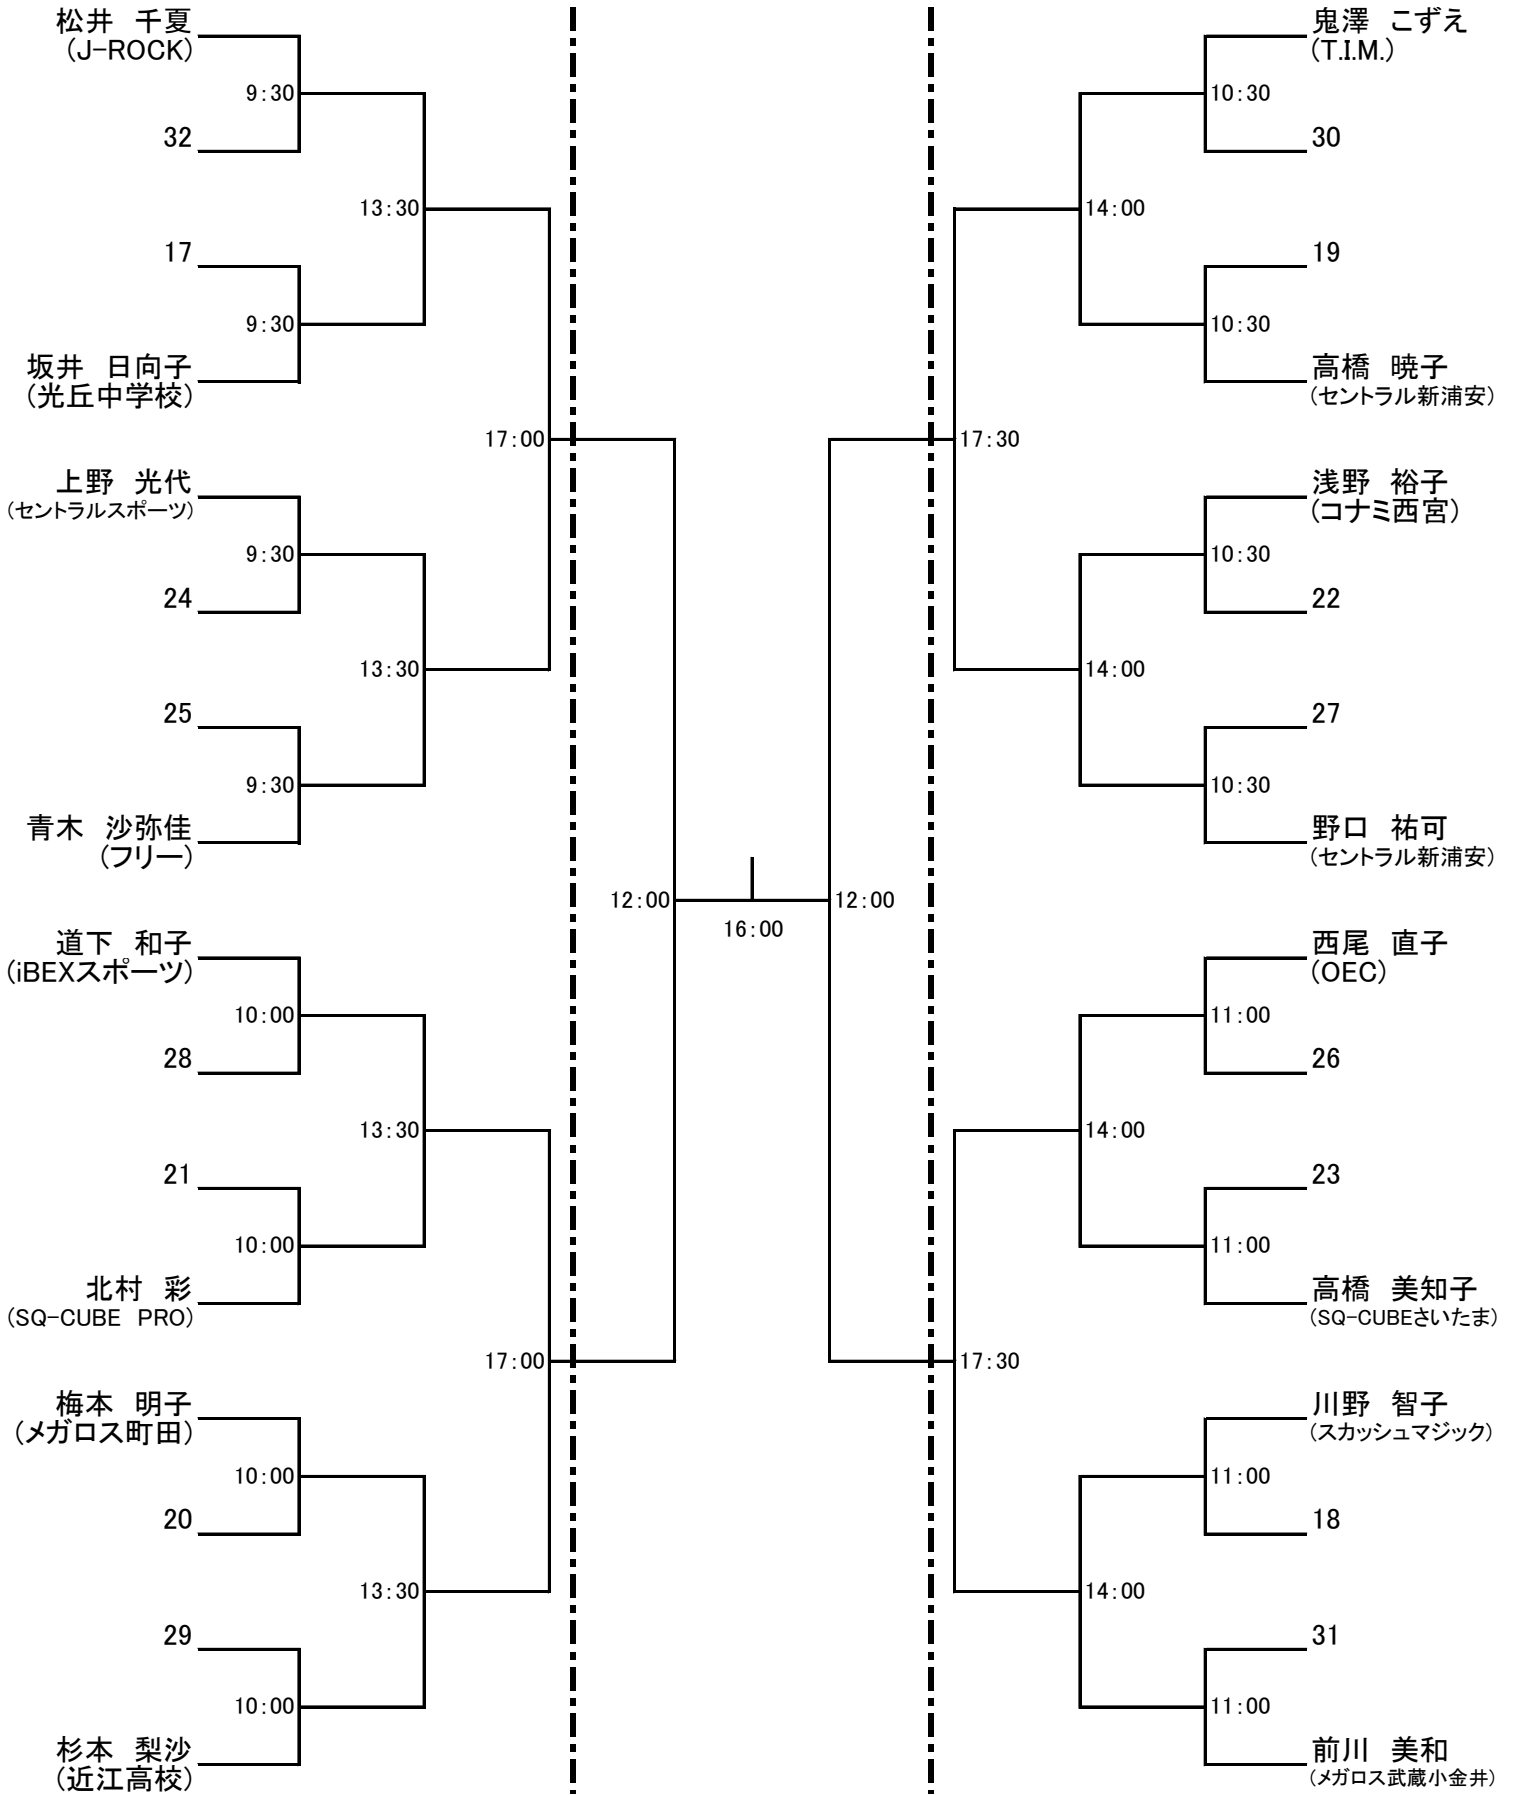 松井 千夏
(J-ROCK)
9:30
32
13:30
17
9:30
坂井 日向子
(光丘中学校)
17:00
上野 光代
(セントラルスポーツ)
9:30
24
13:30
25
9:30
青木 沙弥佳
(フリー)
12:00
道下 和子
(iBEXスポーツ)
10:00
28
13:30
21
10:00
北村 彩
(SQ-CUBE PRO)
17:00
梅本 明子
(メガロス町田)
10:00
20
13:30
29
10:00
杉本 梨沙
(近江高校)
16:00
鬼澤 こずえ
(T.I.M.)
10:30
30
14:00
19
10:30
高橋 暁子
(セントラル新浦安)
17:30
浅野 裕子
(コナミ西宮)
10:30
22
14:00
27
10:30
野口 祐可
(セントラル新浦安)
12:00
西尾 直子
(OEC)
11:00
26
14:00
23
11:00
高橋 美知子
(SQ-CUBEさいたま)
17:30
川野 智子
(スカッシュマジック)
11:00
18
14:00
31
11:00
前川 美和
(メガロス武蔵小金井)